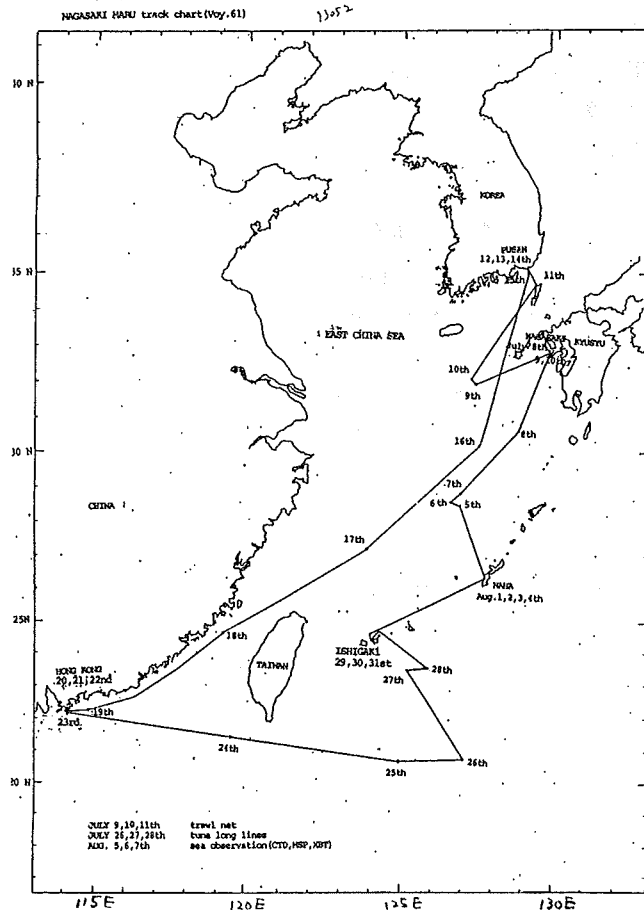 NAGASAKI MARU track chart(Voy.61)
13052
40 N
KOREA
PUSAN
12,13,14th
15th
11th
35 N
EAST CHINA SEA
NAGASAKI
KYUSYU
July 8th
9,10th
10th
9th
16th
8th
30 N
7th
6th
5th
CHINA
17th
NAHA
Aug.1,2,3,4th
25N
18th
ISHIGAKI
29,30,31st
TAIWAN
28th
27th
HONG KONG
20,21,22nd
19th
23rd
24th
26th
25th
20N
JULY 9,10,11th trawl net
JULY 26,27,28th tuna long lines
AUG. 5,6,7th sea observation(CTD,MSP,XBT)
115E 120E 125E 130E